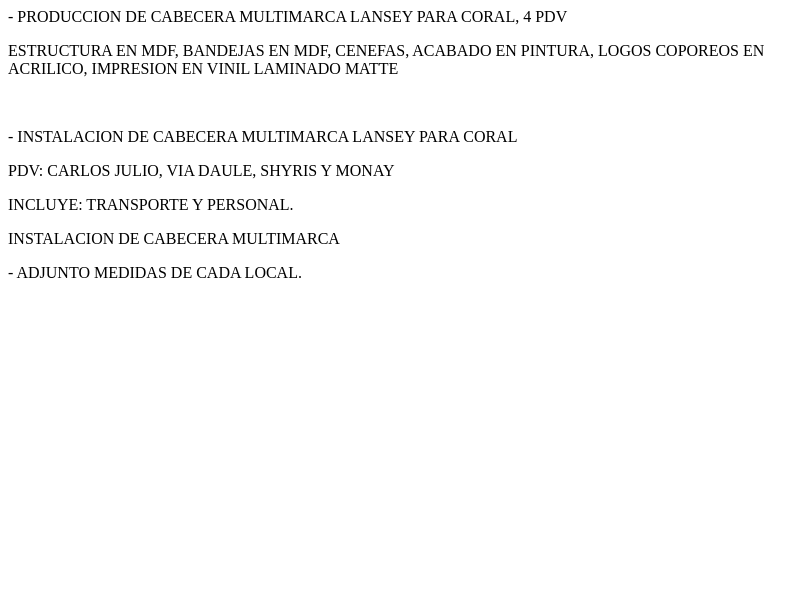 - PRODUCCION DE CABECERA MULTIMARCA LANSEY PARA CORAL, 4 PDV
ESTRUCTURA EN MDF, BANDEJAS EN MDF, CENEFAS, ACABADO EN PINTURA, LOGOS COPOREOS EN
ACRILICO, IMPRESION EN VINIL LAMINADO MATTE
- INSTALACION DE CABECERA MULTIMARCA LANSEY PARA CORAL
PDV: CARLOS JULIO, VIA DAULE, SHYRIS Y MONAY
INCLUYE: TRANSPORTE Y PERSONAL.
INSTALACION DE CABECERA MULTIMARCA
- ADJUNTO MEDIDAS DE CADA LOCAL.